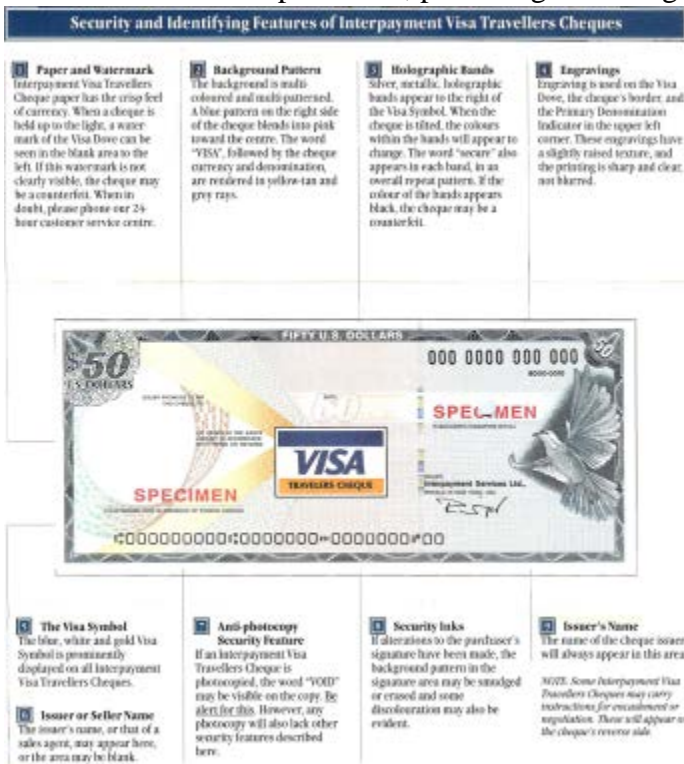 Security and Identifying Features of Interpayment Visa Travellers Cheques
1 Paper and Watermark
Interpayment Visa Travellers
Cheque paper has the crisp feel
of currency. When a cheque is
held up to the light, a water-
mark of the Visa Dove can be
seen in the blank area to the
left. If this watermark is not
clearly visible, the cheque may
be a counterfeit. When in
doubt, please phone our 24-
hour customer service centre.
2 Background Pattern
The background is multi-
coloured and multi-patterned.
A blue pattern on the right side
of the cheque blends into pink
toward the centre. The word
"VISA", followed by the cheque
currency and denomination,
are rendered in yellow-tan and
grey rays.
3 Holographic Bands
Silver, metallic, holographic
bands appear to the right of
the Visa Symbol. When the
cheque is tilted, the colours
within the bands will appear to
change. The word "secure" also
appears in each band, in an
overall repeat pattern. If the
colour of the bands appears
black, the cheque may be a
counterfeit.
4 Engravings
Engraving is used on the Visa
Dove, the cheque's border, and
the Primary Denomination
Indicator in the upper left
corner. These engravings have
a slightly raised texture, and
the printing is sharp and clear,
not blurred.
FIFTY U.S. DOLLARS
$50
U.S. DOLLARS
000 0000 000 000
50
SPECIMEN
VISA
TRAVELERS CHEQUE
SPECIMEN
Interpayment Services Ltd.
5 The Visa Symbol
The blue, white and gold Visa
Symbol is prominently
displayed on all Interpayment
Visa Travellers Cheques.
6 Issuer or Seller Name
The issuer's name, or that of a
sales agent, may appear here,
or the area may be blank.
7 Anti-photocopy
Security Feature
If an Interpayment Visa
Travellers Cheque is
photocopied, the word "VOID"
may be visible on the copy. Be
alert for this. However, any
photocopy will also lack other
security features described
here.
8 Security Inks
If alterations to the purchaser's
signature have been made, the
background pattern in the
signature area may be smudged
or erased and some
discolouration may also be
evident.
Issuer's Name
The name of the cheque issuer
will always appear in this area
NOTE: Some Interpayment Visa
Travellers Cheques may carry
instructions for encashment or
negotiation. These will appear on
the cheque's reverse side.